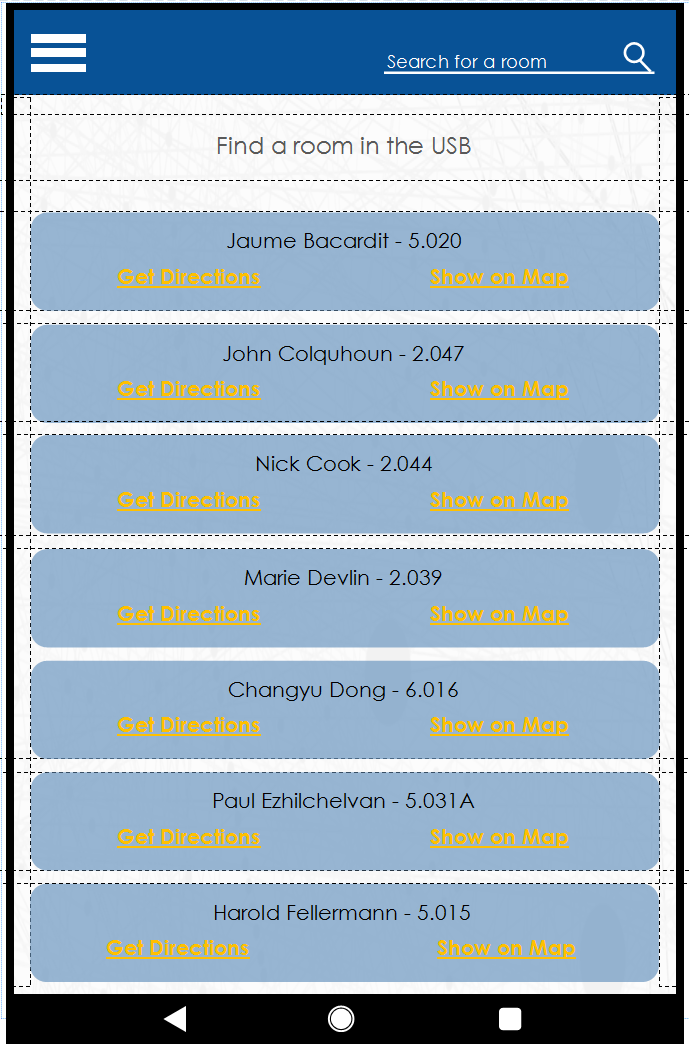 Search for a room
Find a room in the USB
Jaume Bacardit - 5.020
Get Directions Show on Map
John Colquhoun - 2.047
Get Directions Show on Map
Nick Cook - 2.044
Get Directions Show on Map
Marie Devlin - 2.039
Get Directions Show on Map
Changyu Dong - 6.016
Get Directions Show on Map
Paul Ezhilchelvan - 5.031A
Get Directions Show on Map
Harold Fellermann - 5.015
Get Directions Show on Map